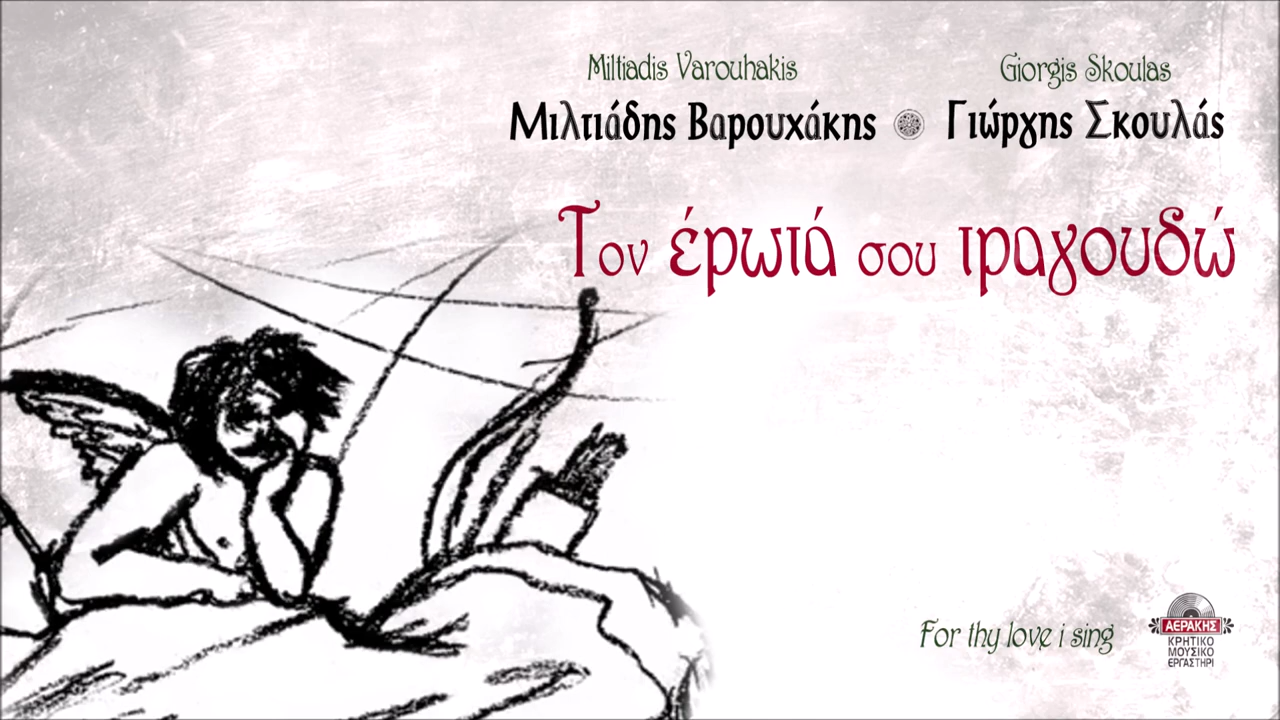 Miltiadis Varouhakis Giorgis Skoulas
Μιλτιάδης Βαρουχάκης Γιώργης Σκουλάς
Τον έρωτά σου τραγουδώ
For thy love i sing
ΑΕΡΑΚΗΣ
ΚΡΗΤΙΚΟ
ΜΟΥΣΙΚΟ
ΕΡΓΑΣΤΗΡΙ